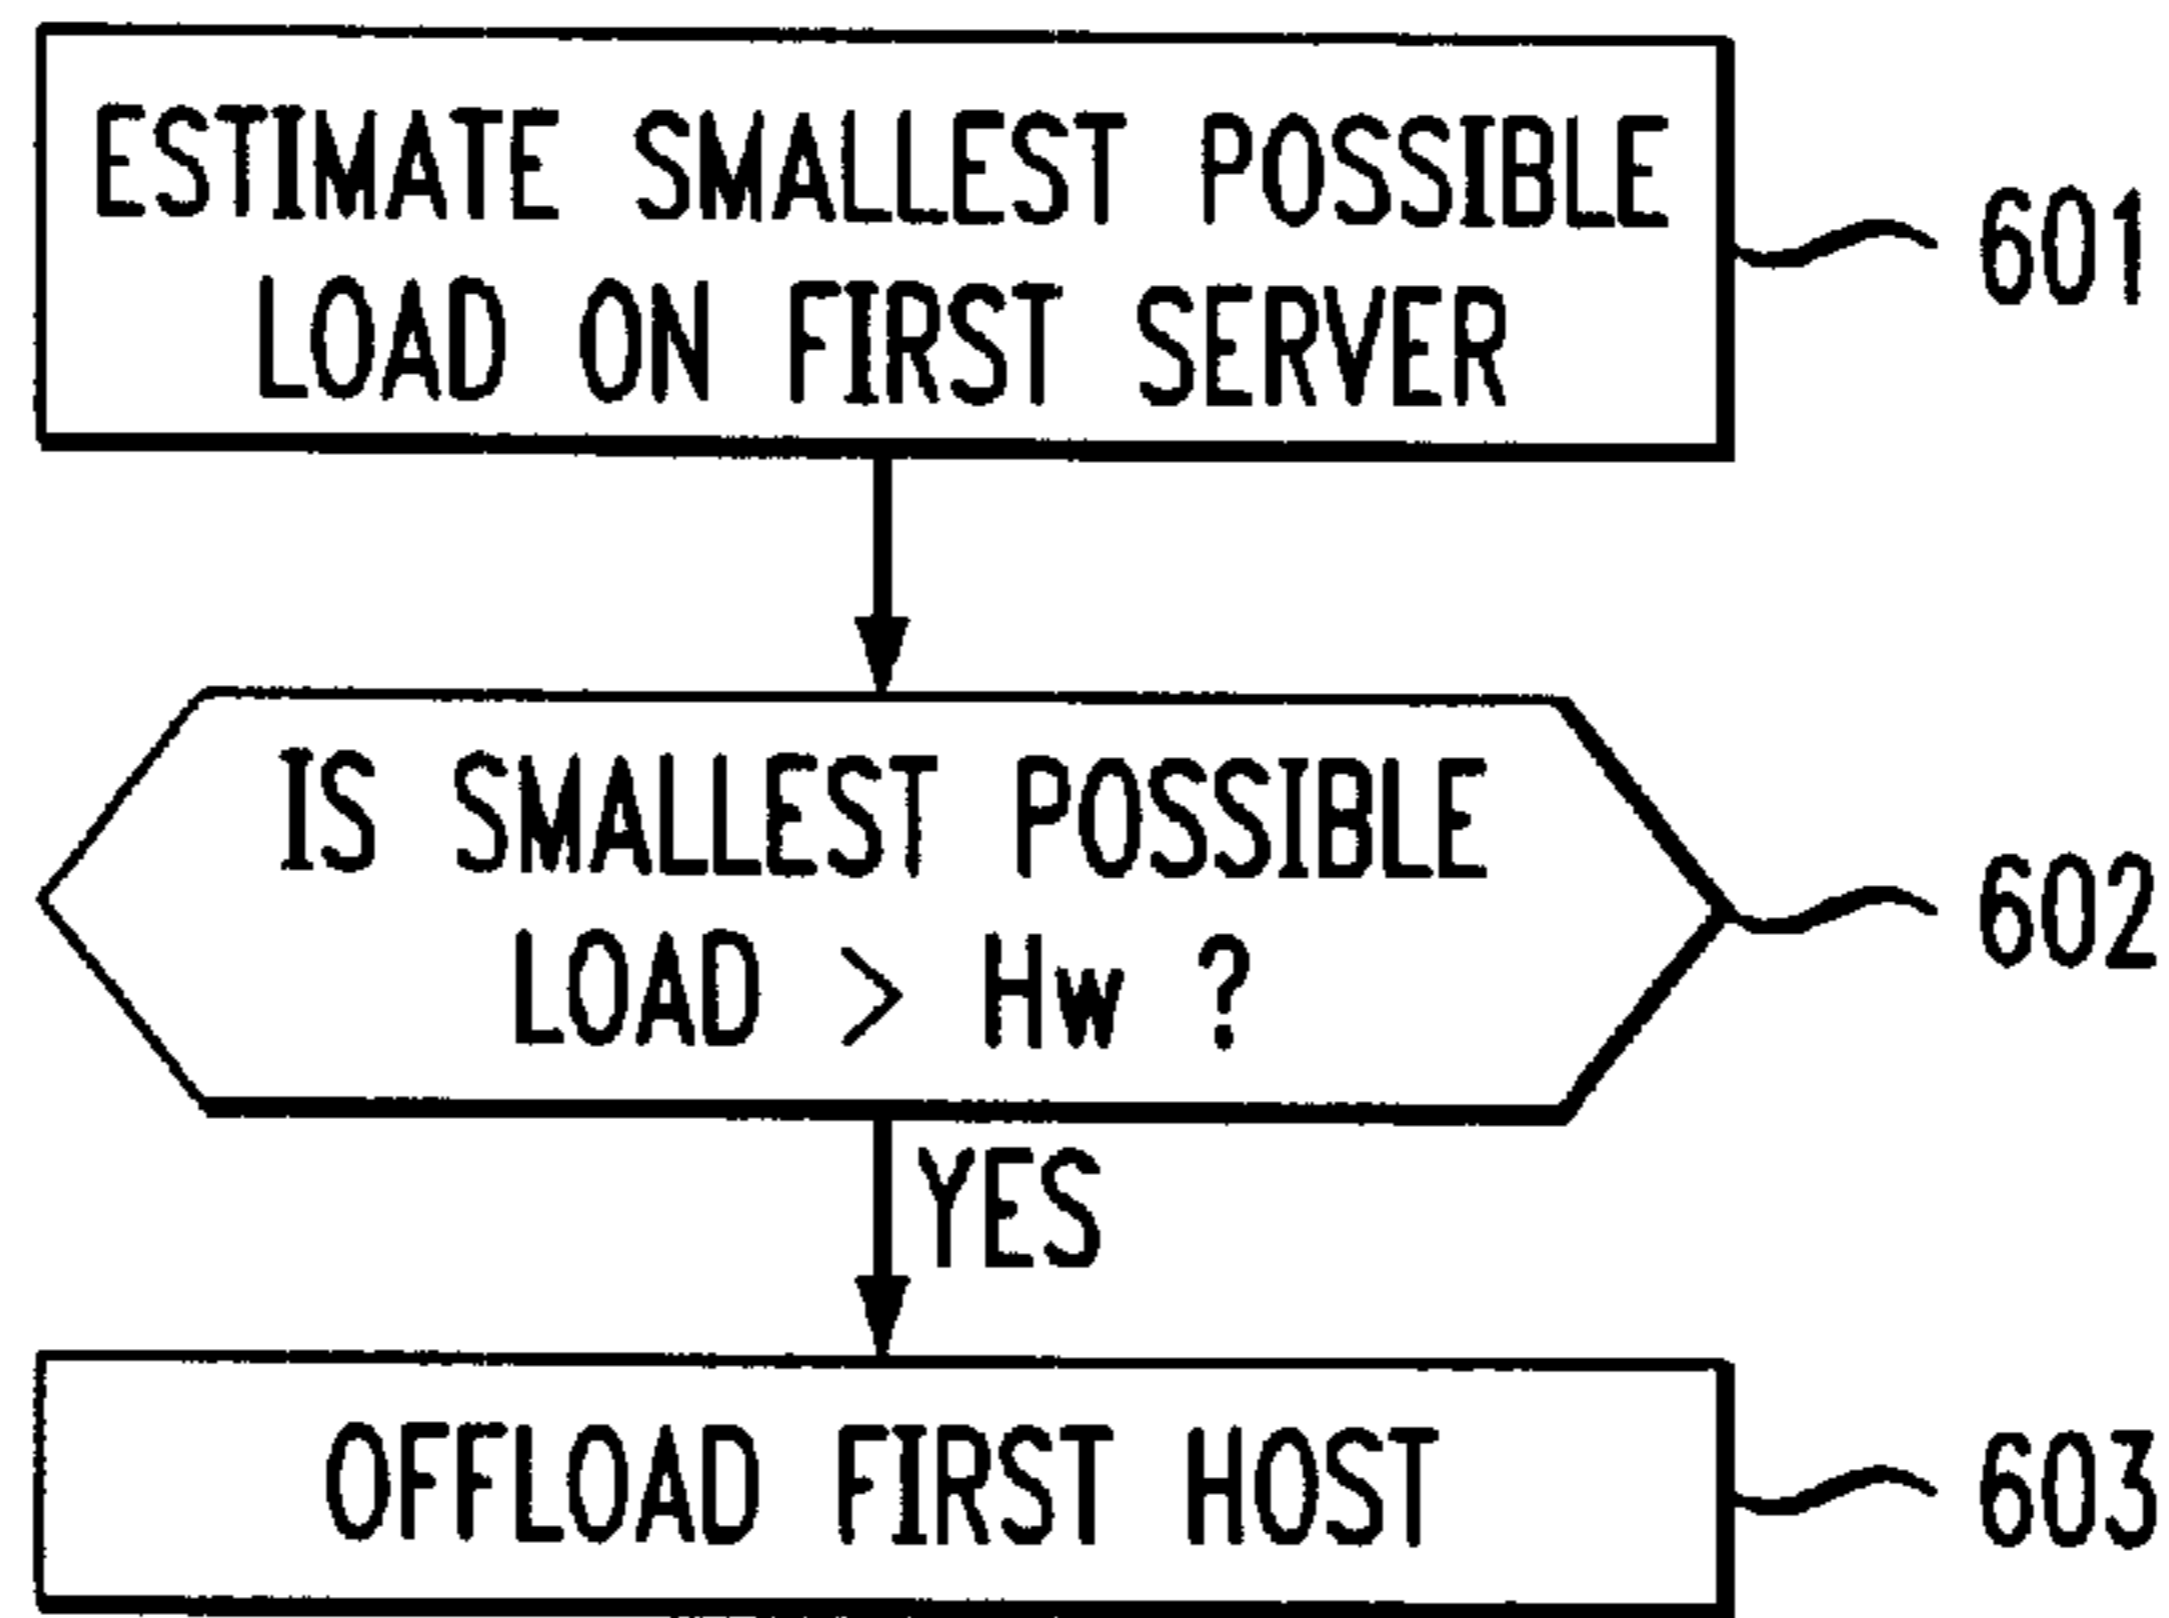 ESTIMATE SMALLEST POSSIBLE
LOAD ON FIRST SERVER
601
IS SMALLEST POSSIBLE
LOAD > Hw ?
602
YES
OFFLOAD FIRST HOST
603